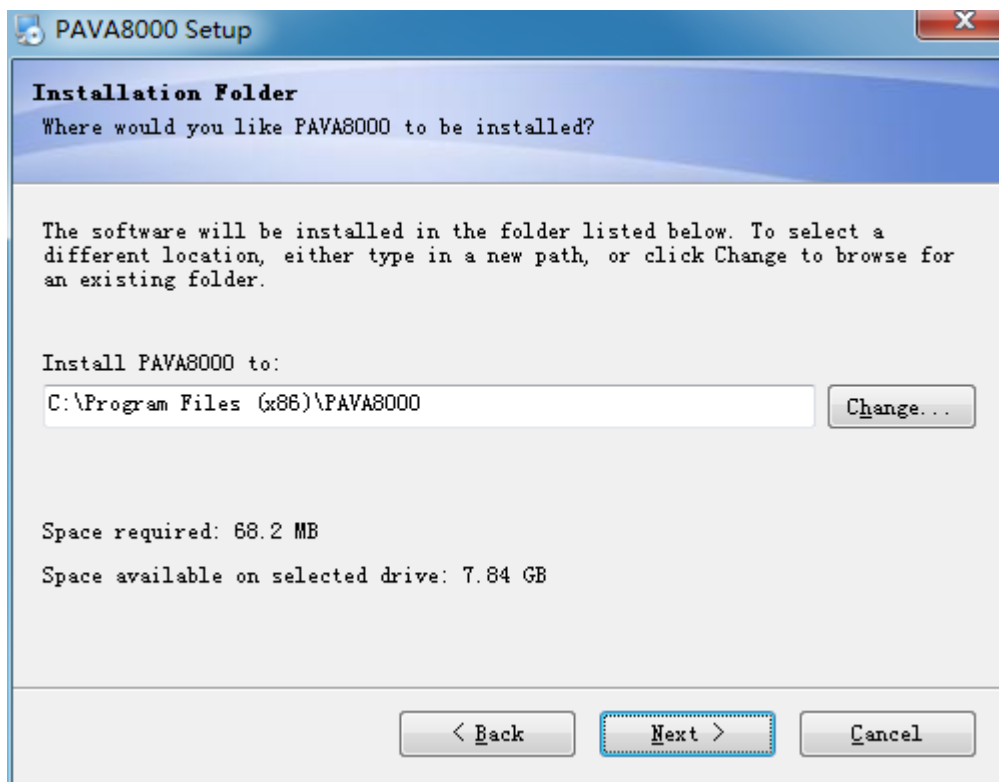 PAVA8000 Setup
Installation Folder
Where would you like PAVA8000 to be installed?
The software will be installed in the folder listed below. To select a
different location, either type in a new path, or click Change to browse for
an existing folder.
Install PAVA8000 to:
C:\Program Files (x86)\PAVA8000
Change...
Space required: 68.2 MB
Space available on selected drive: 7.84 GB
< Back
Next >
Cancel